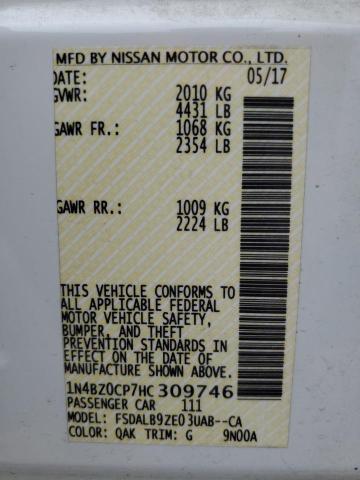 MFD BY NISSAN MOTOR CO., LTD.
DATE: 05/17
GVWR: 2010 KG
4431 LB
GAWR FR.: 1068 KG
2354 LB
GAWR RR.: 1009 KG
2224 LB
THIS VEHICLE CONFORMS TO
ALL APPLICABLE FEDERAL
MOTOR VEHICLE SAFETY,
BUMPER, AND THEFT
PREVENTION STANDARDS IN
EFFECT ON THE DATE OF
MANUFACTURE SHOWN ABOVE.
1N4BZ0CP7HC 309746
PASSENGER CAR 111
MODEL: FSDALB9ZE03UAB--CA
COLOR: QAK TRIM: G 9N00A